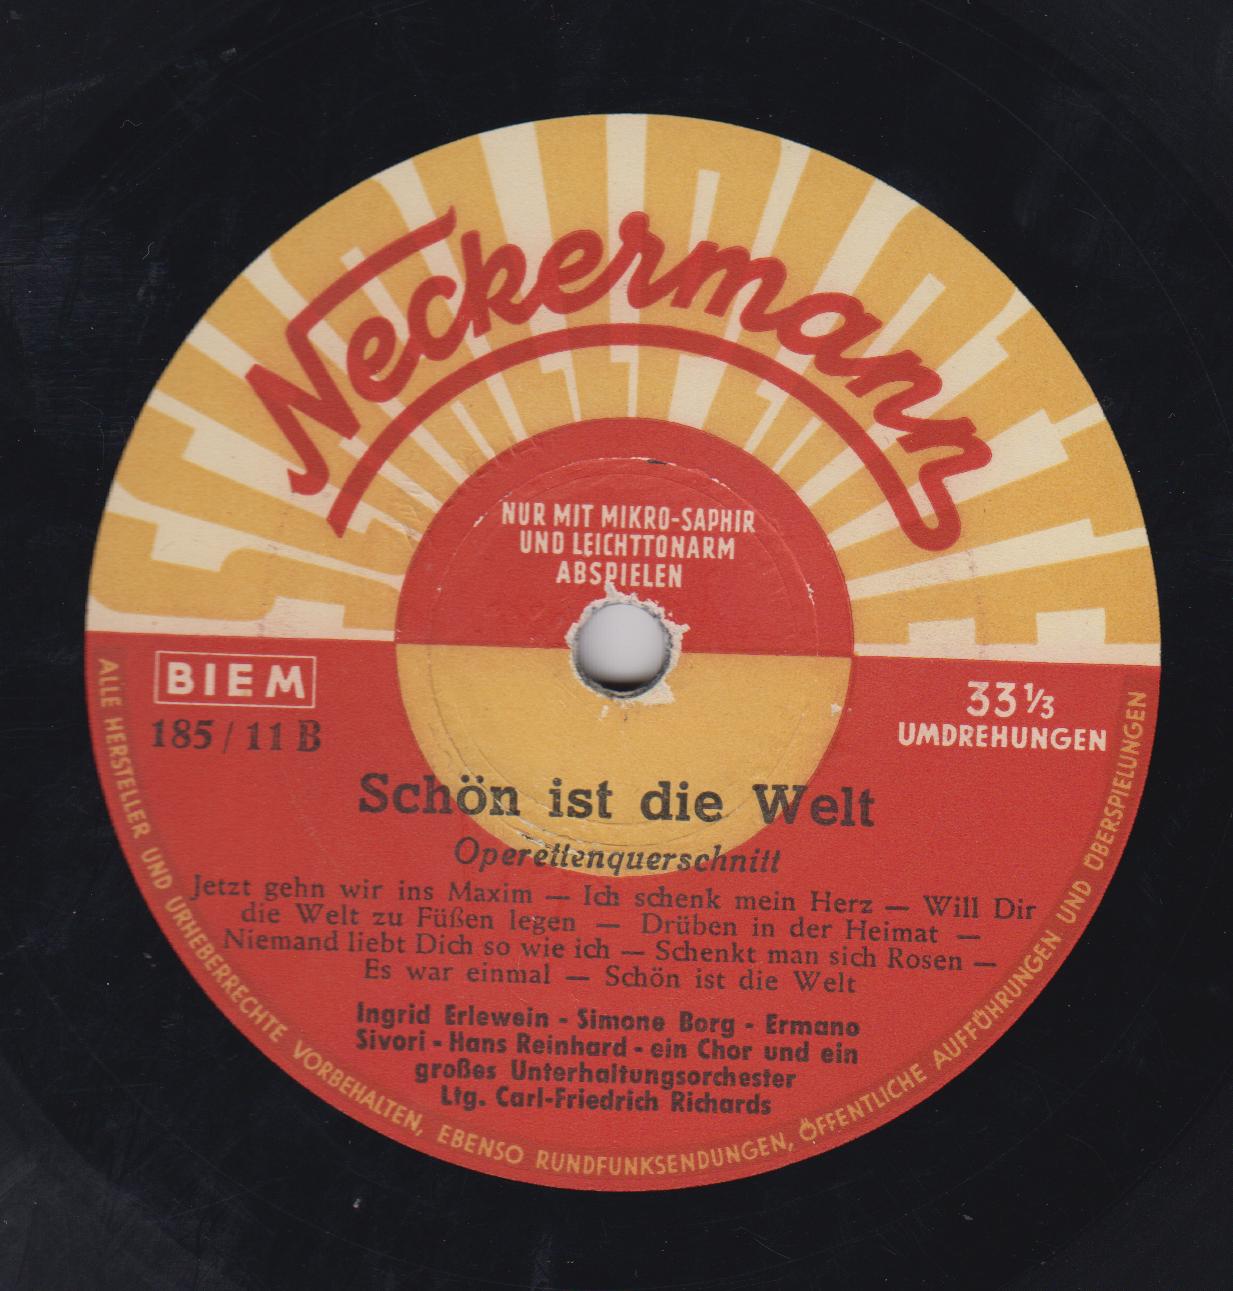 Neckermann
NUR MIT MIKRO-SAPHIR
UND LEICHTTONARM
ABSPIELEN
BIEM
185 / 11 B
33 1/3
UMDREHUNGEN
Schön ist die Welt
Operettenquerschnitt
Jetzt gehn wir ins Maxim — Ich schenk mein Herz — Will Dir
die Welt zu Füßen legen — Drüben in der Heimat —
Niemand liebt Dich so wie ich — Schenkt man sich Rosen —
Es war einmal — Schön ist die Welt
Ingrid Erlewein - Simone Borg - Ermano
Sivori - Hans Reinhard - ein Chor und ein
großes Unterhaltungsorchester
Ltg. Carl-Friedrich Richards
ALLE HERSTELLER UND URHEBERRECHTE VORBEHALTEN, EBENSO RUNDFUNKSENDUNGEN, ÖFFENTLICHE AUFFÜHRUNGEN UND ÜBERSPIELUNGEN